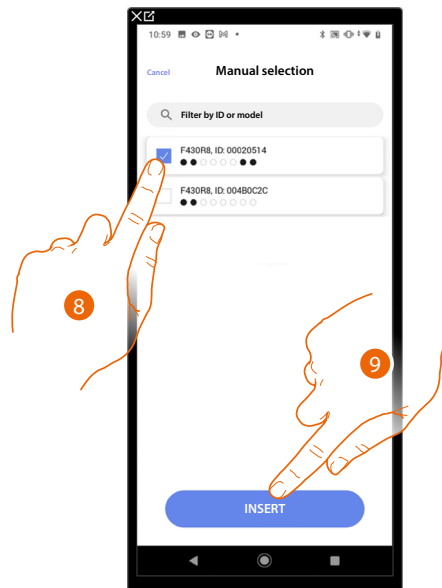 10:59
Cancel
Manual selection
Filter by ID or model
F430R8, ID: 00020514
F430R8, ID: 004B0C2C
8
9
INSERT